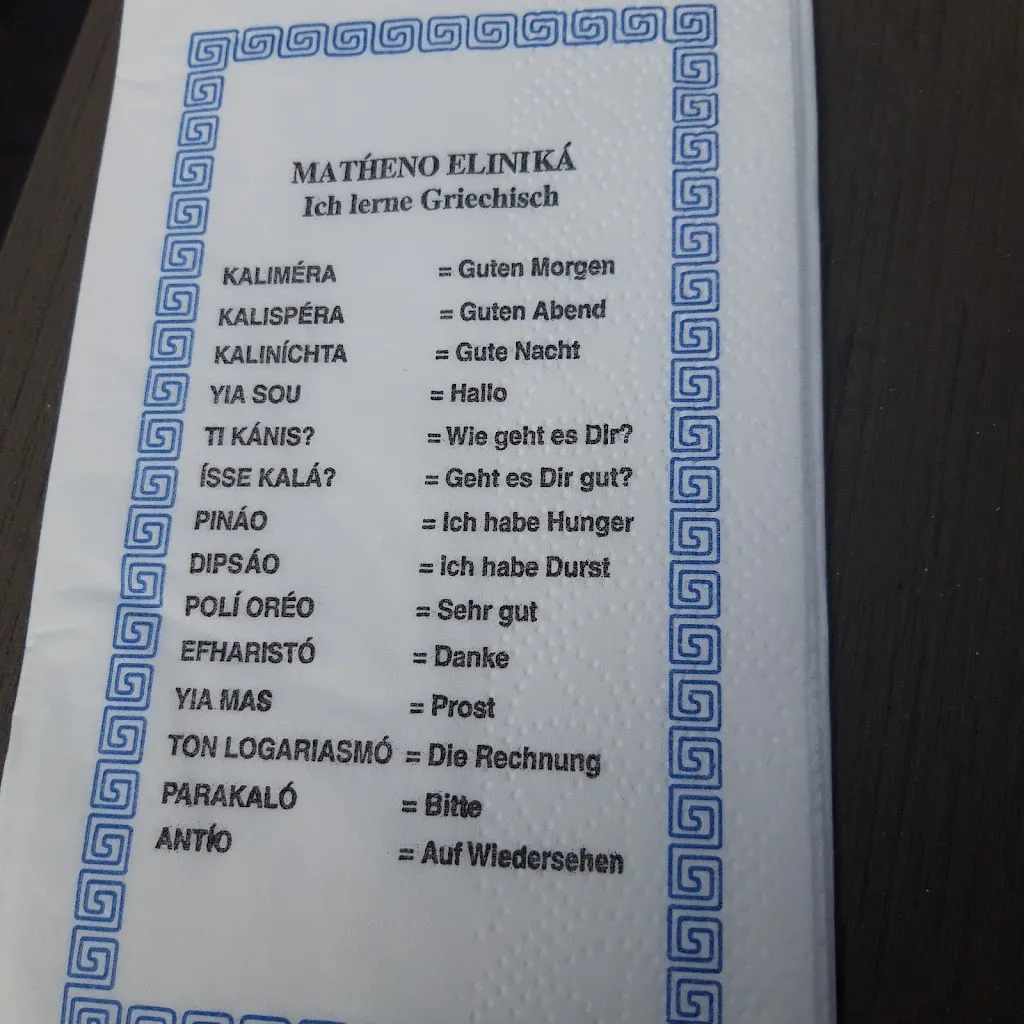 MATH́ENO ELINIKÁ
Ich lerne Griechisch
KALIMÉRA = Guten Morgen
KALISPÉRA = Guten Abend
KALINÍCHTA = Gute Nacht
YIA SOU = Hallo
TI KÁNIS? = Wie geht es Dir?
ÍSSE KALÁ? = Geht es Dir gut?
PINÁO = Ich habe Hunger
DIPSÁO = Ich habe Durst
POLÍ ORÉO = Sehr gut
EFHARISTÓ = Danke
YIA MAS = Prost
TON LOGARIASMÓ = Die Rechnung
PARAKALÓ = Bitte
ANTÍO = Auf Wiedersehen